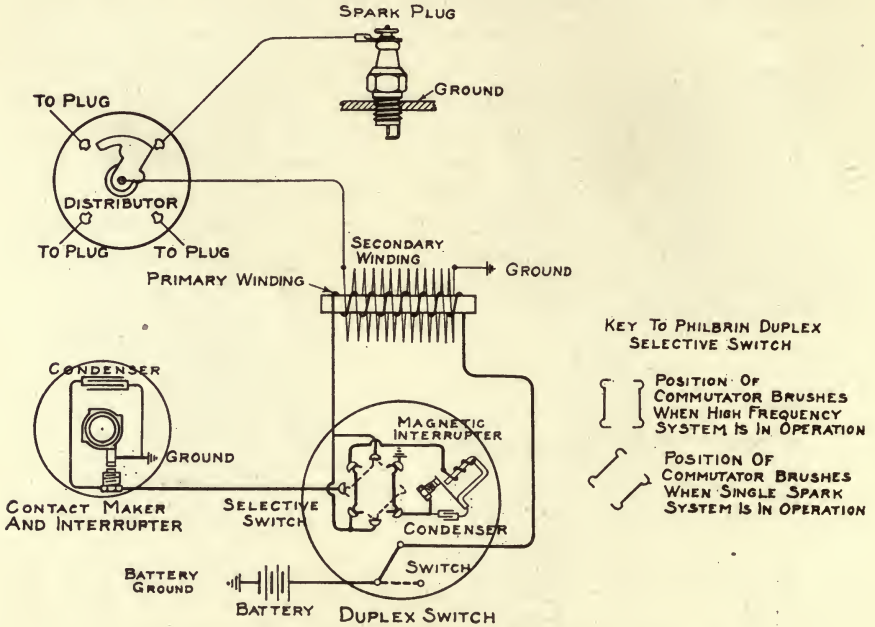 SPARK PLUG
GROUND
TO PLUG
DISTRIBUTOR
TO PLUG
TO PLUG
SECONDARY
WINDING
GROUND
PRIMARY WINDING
KEY TO PHILBRIN DUPLEX
SELECTIVE SWITCH
POSITION OF
COMMUTATOR BRUSHES
WHEN HIGH FREQUENCY
SYSTEM IS IN OPERATION
POSITION OF
COMMUTATOR BRUSHES
WHEN SINGLE SPARK
SYSTEM IS IN OPERATION
CONDENSER
GROUND
CONTACT MAKER
AND INTERRUPTER
MAGNETIC
INTERRUPTER
SELECTIVE
SWITCH
CONDENSER
SWITCH
BATTERY
GROUND
BATTERY
DUPLEX SWITCH